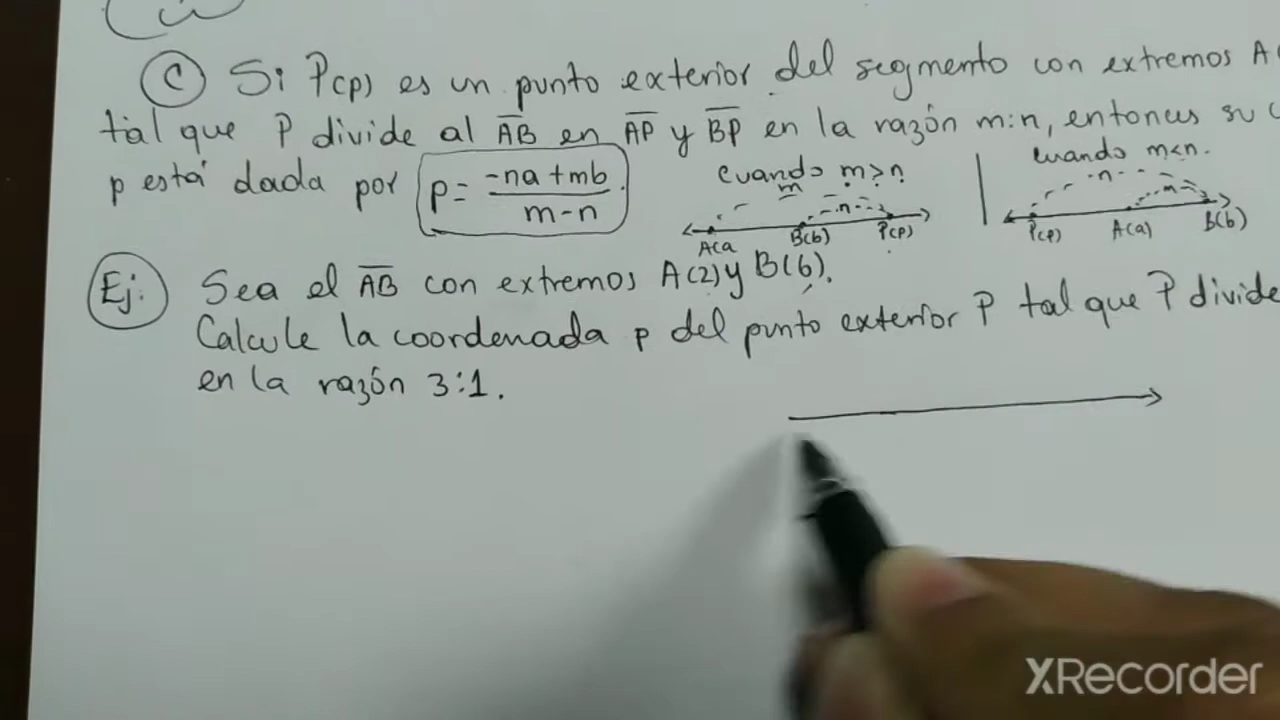 C Si P(p) es un punto exterior del segmento con extremos A(
tal que P divide al AB en AP y BP en la razón m:n, entonces su c
p está dada por p = -na + mb / m - n
cuando m > n
m
n
A(a
B(b)
P(p)
cuando m < n.
n
m
P(p)
A(a)
B(b)
Ej: Sea el AB con extremos A(2) y B(6).
Calcule la coordenada p del punto exterior P tal que P divide
en la razón 3:1.
XRecorder